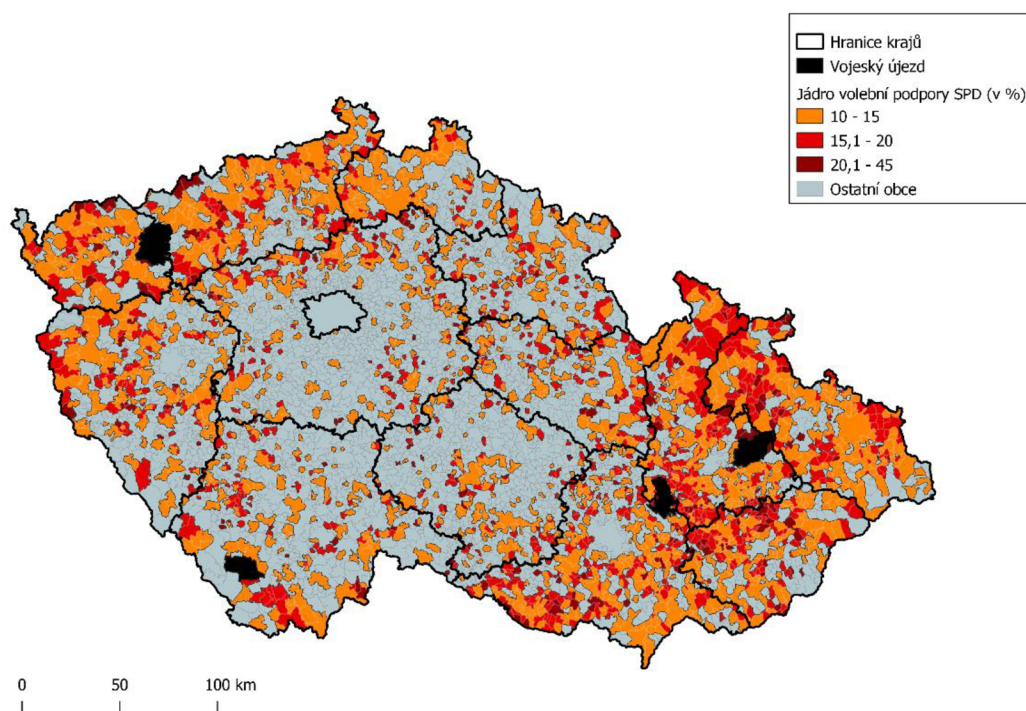 Hranice krajů
Vojeský újezd
Jádro volební podpory SPD (v %)
10 - 15
15,1 - 20
20,1 - 45
Ostatní obce
0 50 100 km